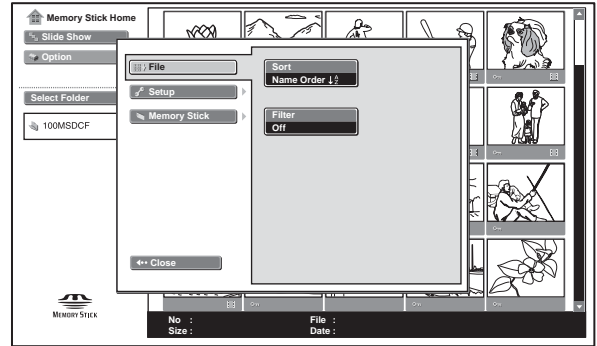 Memory Stick Home
Slide Show
Option
Select Folder
100MSDCF
File
Setup
Memory Stick
Close
Sort
Name Order
Filter
Off
MEMORY STICK
No :
File :
Size :
Date :